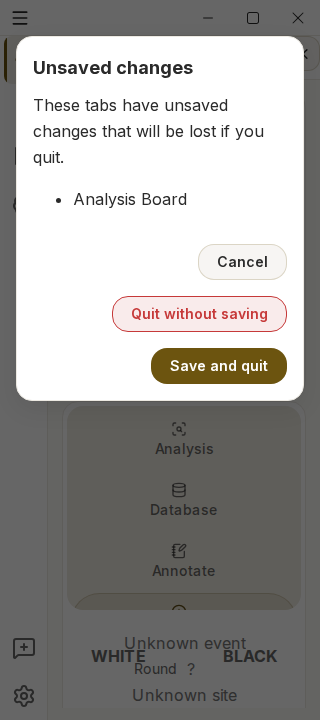 Unsaved changes
These tabs have unsaved
changes that will be lost if you
quit.
• Analysis Board
Cancel
Quit without saving
Save and quit
Analysis
Database
Annotate
Unknown event
WHITE
BLACK
Round ?
Unknown site